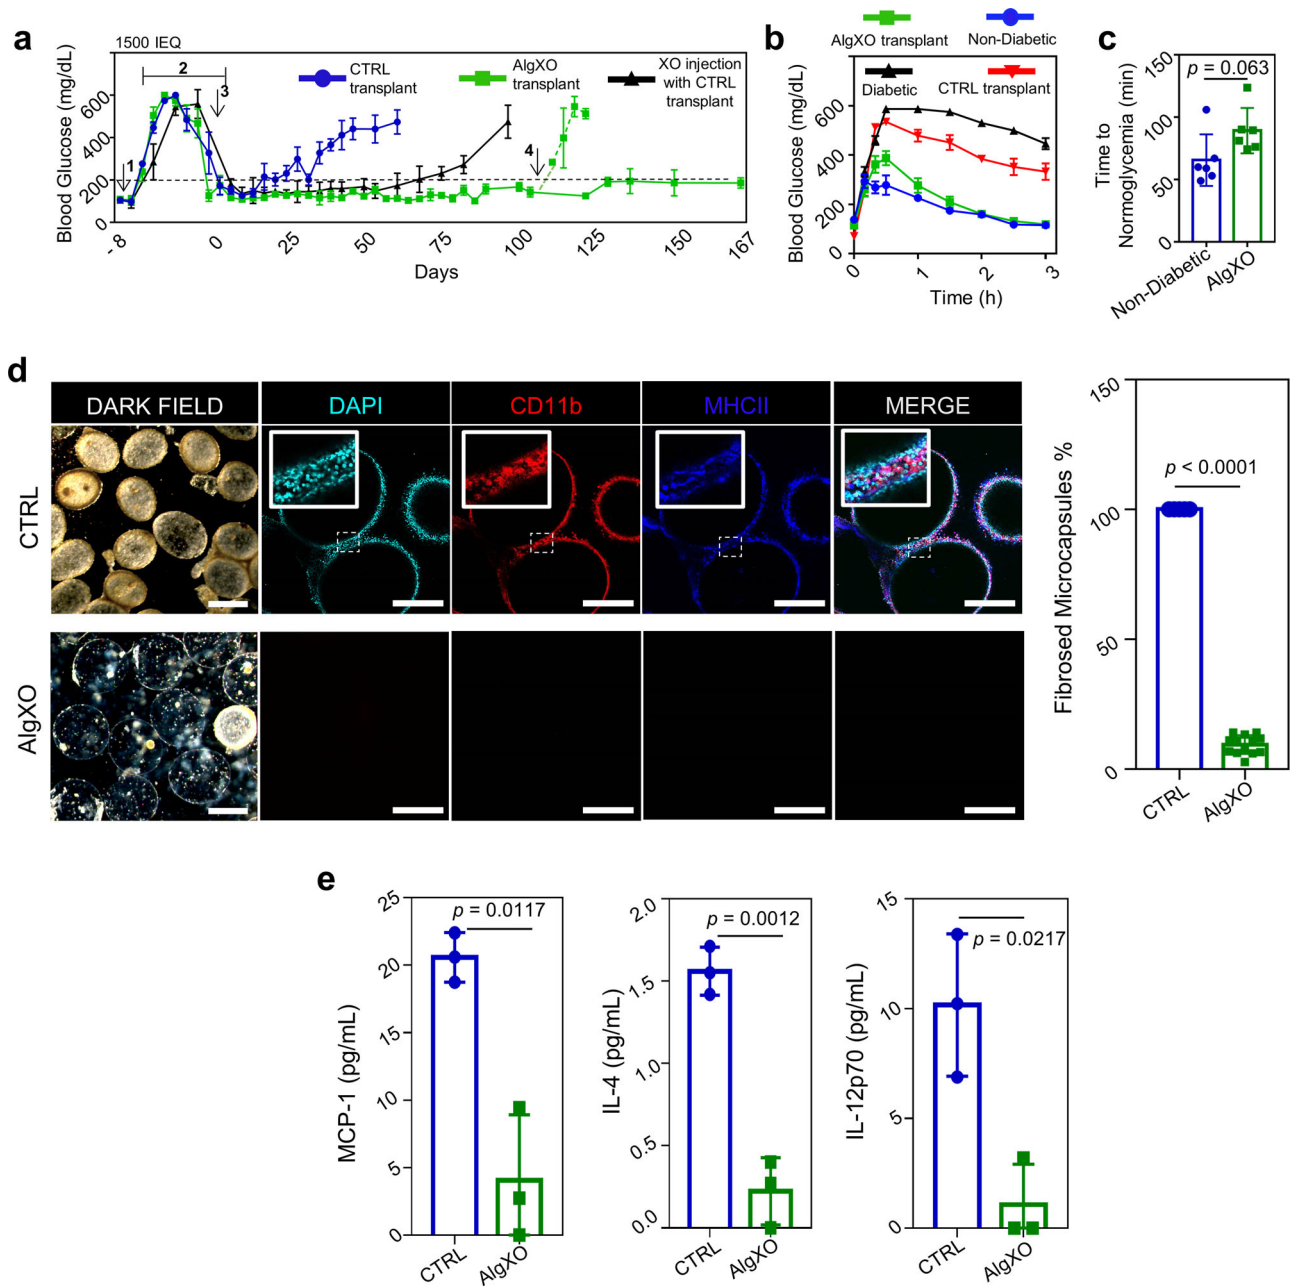 a
1500 IEQ
Blood Glucose (mg/dL)
600
400
200
0
1
2
3
4
CTRL
transplant
AlgXO
transplant
XO injection
with CTRL
transplant
- 8
0
25
50
75
100
125
150
167
Days
b
AlgXO transplant
Non-Diabetic
Diabetic
CTRL transplant
Blood Glucose (mg/dL)
600
400
200
0
0
1
2
3
Time (h)
c
p = 0.063
Time to
Normoglycemia (min)
150
100
50
0
Non-Diabetic
AlgXO
d
DARK FIELD
DAPI
CD11b
MHCII
MERGE
CTRL
AlgXO
Fibrosed Microcapsules %
150
100
50
0
p < 0.0001
CTRL
AlgXO
e
MCP-1 (pg/mL)
25
20
15
10
5
0
p = 0.0117
CTRL
AlgXO
IL-4 (pg/mL)
2.0
1.5
1.0
0.5
0.0
p = 0.0012
CTRL
AlgXO
IL-12p70 (pg/mL)
15
10
5
0
p = 0.0217
CTRL
AlgXO